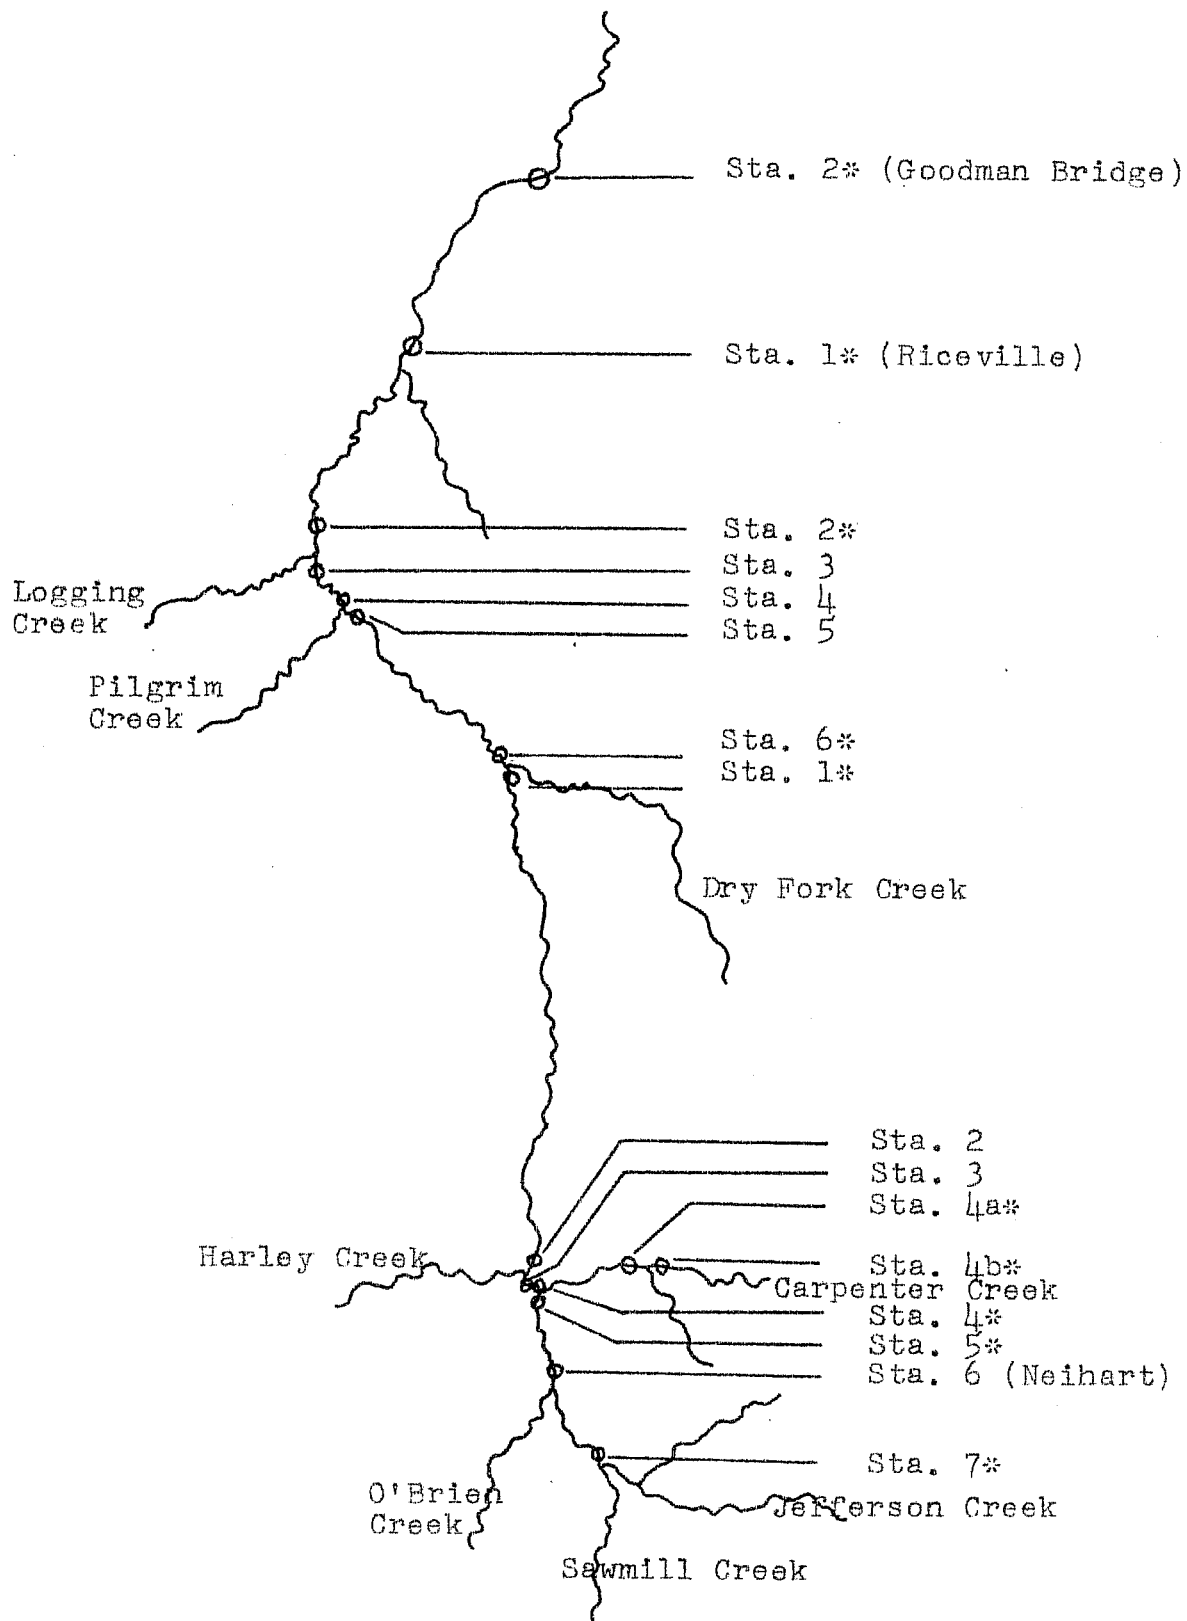 Sta. 2* (Goodman Bridge)
Sta. 1* (Riceville)
Sta. 2*
Sta. 3
Logging
Creek
Sta. 4
Sta. 5
Pilgrim
Creek
Sta. 6*
Sta. 1*
Dry Fork Creek
Sta. 2
Sta. 3
Sta. 4a*
Harley Creek
Sta. 4b*
Carpenter Creek
Sta. 4*
Sta. 5*
Sta. 6 (Neihart)
Sta. 7*
O'Brien
Creek
Jefferson Creek
Sawmill Creek